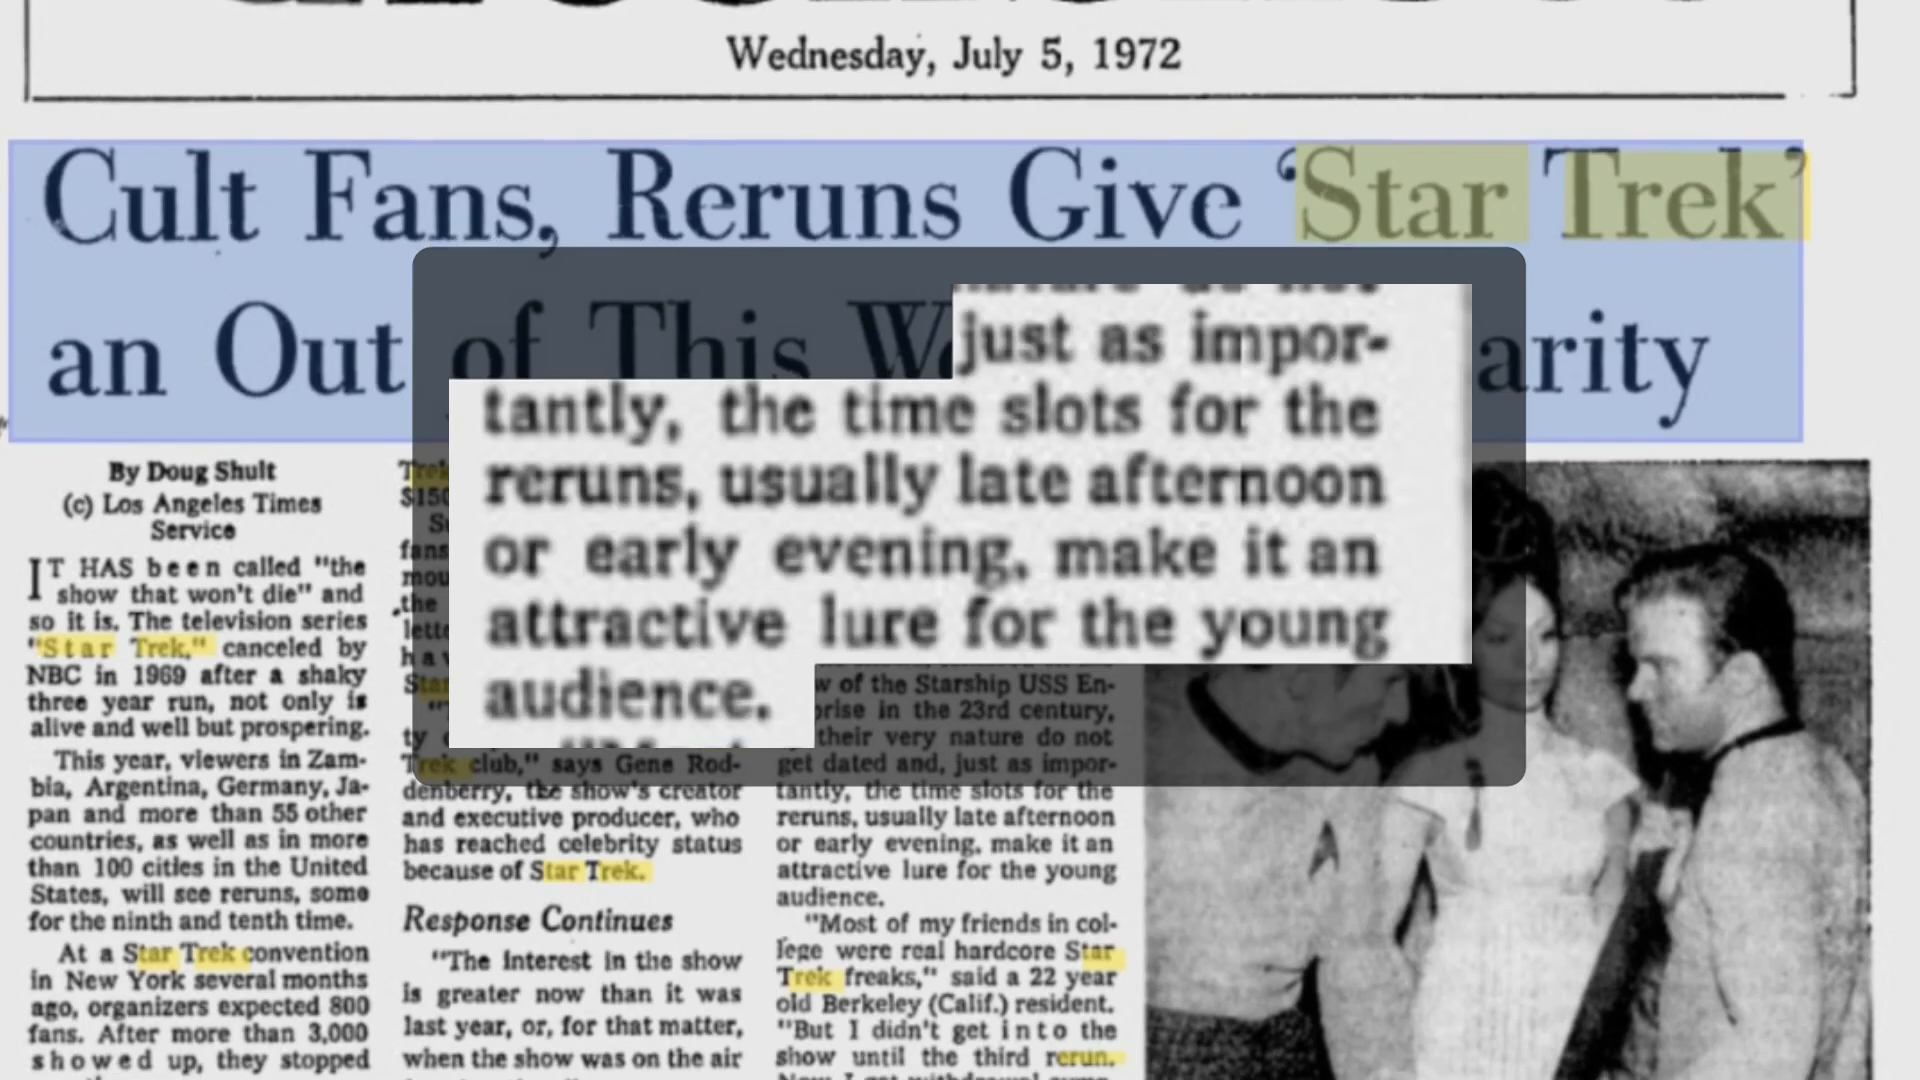 Wednesday, July 5, 1972
Cult Fans, Reruns Give 'Star Trek'
an Out of This arity
just as impor-
tantly, the time slots for the
reruns, usually late afternoon
or early evening, make it an
attractive lure for the young
audience.
By Doug Shult
(c) Los Angeles Times
Service
IT HAS been called "the
show that won't die" and
so it is. The television series
"Star Trek," canceled by
NBC in 1969 after a shaky
three year run, not only is
alive and well but prospering.
This year, viewers in Zam-
bia, Argentina, Germany, Ja-
pan and more than 55 other
countries, as well as in more
than 100 cities in the United
States, will see reruns, some
for the ninth and tenth time.
At a Star Trek convention
in New York several months
ago, organizers expected 800
fans. After more than 3,000
showed up, they stopped
Trek
fans
the
ty
Trek club," says Gene Rod-
denberry, the show's creator
and executive producer, who
has reached celebrity status
because of Star Trek.
Response Continues
"The interest in the show
is greater now than it was
last year, or, for that matter,
when the show was on the air
w of the Starship USS En-
prise in the 23rd century,
their very nature do not
get dated and, just as impor-
tantly, the time slots for the
reruns, usually late afternoon
or early evening, make it an
attractive lure for the young
audience.
"Most of my friends in col-
lege were real hardcore Star
Trek freaks," said a 22 year
old Berkeley (Calif.) resident.
"But I didn't get into the
show until the third rerun.